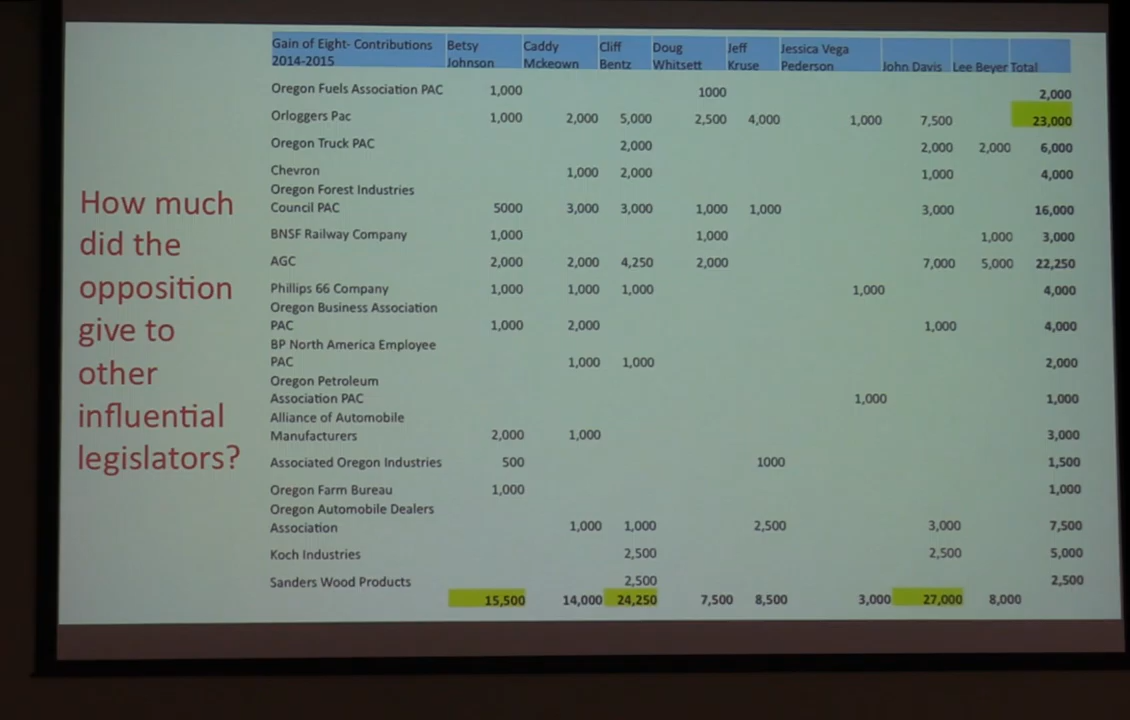 How much
did the
opposition
give to
other
influential
legislators?
Gain of Eight- Contributions 2014-2015 Betsy Johnson Caddy Mckeown Cliff Bentz Doug Whitsett Jeff Kruse Jessica Vega Pederson John Davis Lee Beyer Total
Oregon Fuels Association PAC 1,000 1000 2,000
Orloggers Pac 1,000 2,000 5,000 2,500 4,000 1,000 7,500 23,000
Oregon Truck PAC 2,000 2,000 2,000 6,000
Chevron 1,000 2,000 1,000 4,000
Oregon Forest Industries
Council PAC 5000 3,000 3,000 1,000 1,000 3,000 16,000
BNSF Railway Company 1,000 1,000 1,000 3,000
AGC 2,000 2,000 4,250 2,000 7,000 5,000 22,250
Phillips 66 Company 1,000 1,000 1,000 1,000 4,000
Oregon Business Association
PAC 1,000 2,000 1,000 4,000
BP North America Employee
PAC 1,000 1,000 2,000
Oregon Petroleum
Association PAC 1,000 1,000
Alliance of Automobile
Manufacturers 2,000 1,000 3,000
Associated Oregon Industries 500 1000 1,500
Oregon Farm Bureau 1,000 1,000
Oregon Automobile Dealers
Association 1,000 1,000 2,500 3,000 7,500
Koch Industries 2,500 2,500 5,000
Sanders Wood Products 2,500 2,500
15,500 14,000 24,250 7,500 8,500 3,000 27,000 8,000